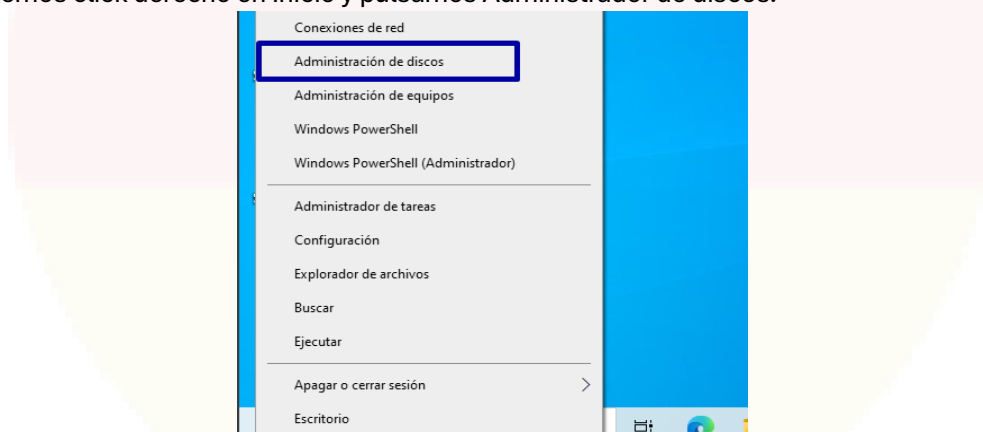 click derecho en Inicio y pulsamos Administrador de discos.
Conexiones de red
Administración de discos
Administración de equipos
Windows PowerShell
Windows PowerShell (Administrador)
Administrador de tareas
Configuración
Explorador de archivos
Buscar
Ejecutar
Apagar o cerrar sesión
Escritorio